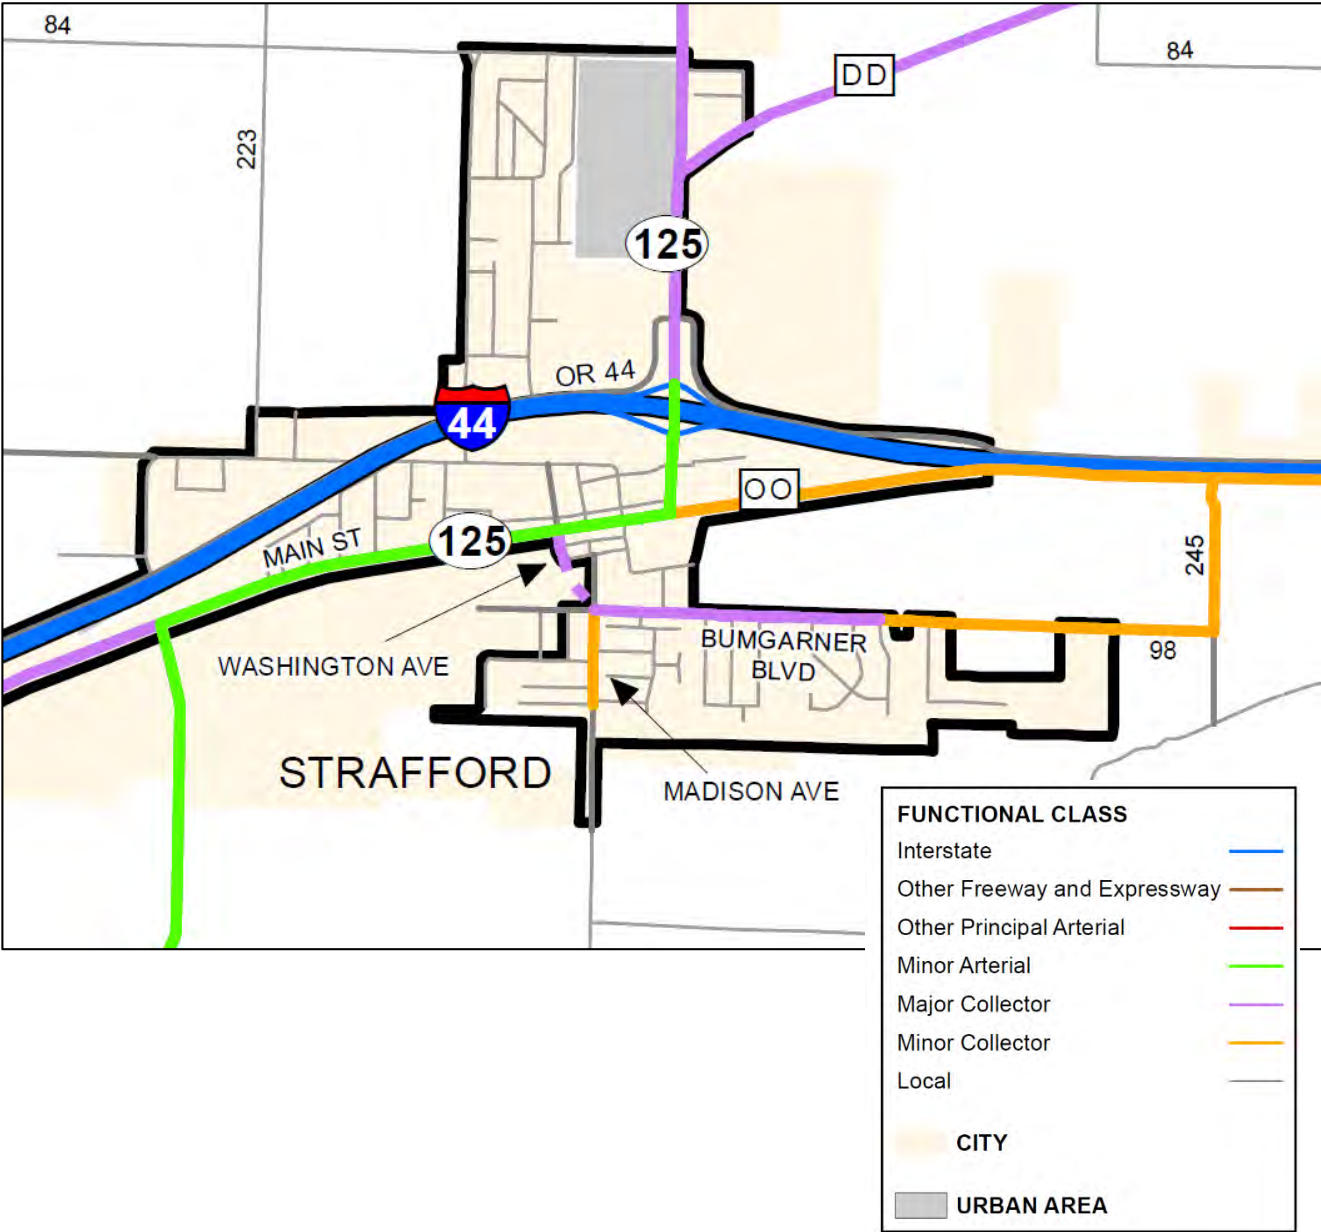 84
84
DD
223
125
OR 44
44
OO
MAIN ST
125
245
WASHINGTON AVE
BUMGARNER
BLVD
98
STRAFFORD
MADISON AVE
FUNCTIONAL CLASS
Interstate
Other Freeway and Expressway
Other Principal Arterial
Minor Arterial
Major Collector
Minor Collector
Local
CITY
URBAN AREA